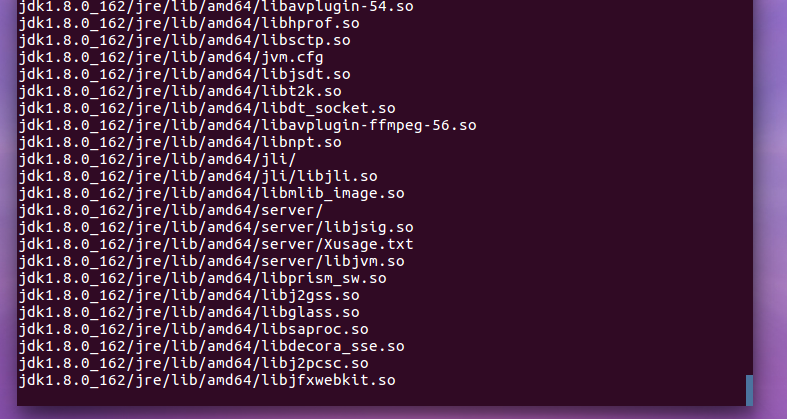 jdk1.8.0_162/jre/lib/amd64/libavplugin-54.so
jdk1.8.0_162/jre/lib/amd64/libhprof.so
jdk1.8.0_162/jre/lib/amd64/libsctp.so
jdk1.8.0_162/jre/lib/amd64/jvm.cfg
jdk1.8.0_162/jre/lib/amd64/libjsdt.so
jdk1.8.0_162/jre/lib/amd64/libt2k.so
jdk1.8.0_162/jre/lib/amd64/libdt_socket.so
jdk1.8.0_162/jre/lib/amd64/libavplugin-ffmpeg-56.so
jdk1.8.0_162/jre/lib/amd64/libnpt.so
jdk1.8.0_162/jre/lib/amd64/jli/
jdk1.8.0_162/jre/lib/amd64/jli/libjli.so
jdk1.8.0_162/jre/lib/amd64/libmlib_image.so
jdk1.8.0_162/jre/lib/amd64/server/
jdk1.8.0_162/jre/lib/amd64/server/libjsig.so
jdk1.8.0_162/jre/lib/amd64/server/Xusage.txt
jdk1.8.0_162/jre/lib/amd64/server/libjvm.so
jdk1.8.0_162/jre/lib/amd64/libprism_sw.so
jdk1.8.0_162/jre/lib/amd64/libj2gss.so
jdk1.8.0_162/jre/lib/amd64/libglass.so
jdk1.8.0_162/jre/lib/amd64/libsaproc.so
jdk1.8.0_162/jre/lib/amd64/libdecora_sse.so
jdk1.8.0_162/jre/lib/amd64/libj2pcsc.so
jdk1.8.0_162/jre/lib/amd64/libjfxwebkit.so